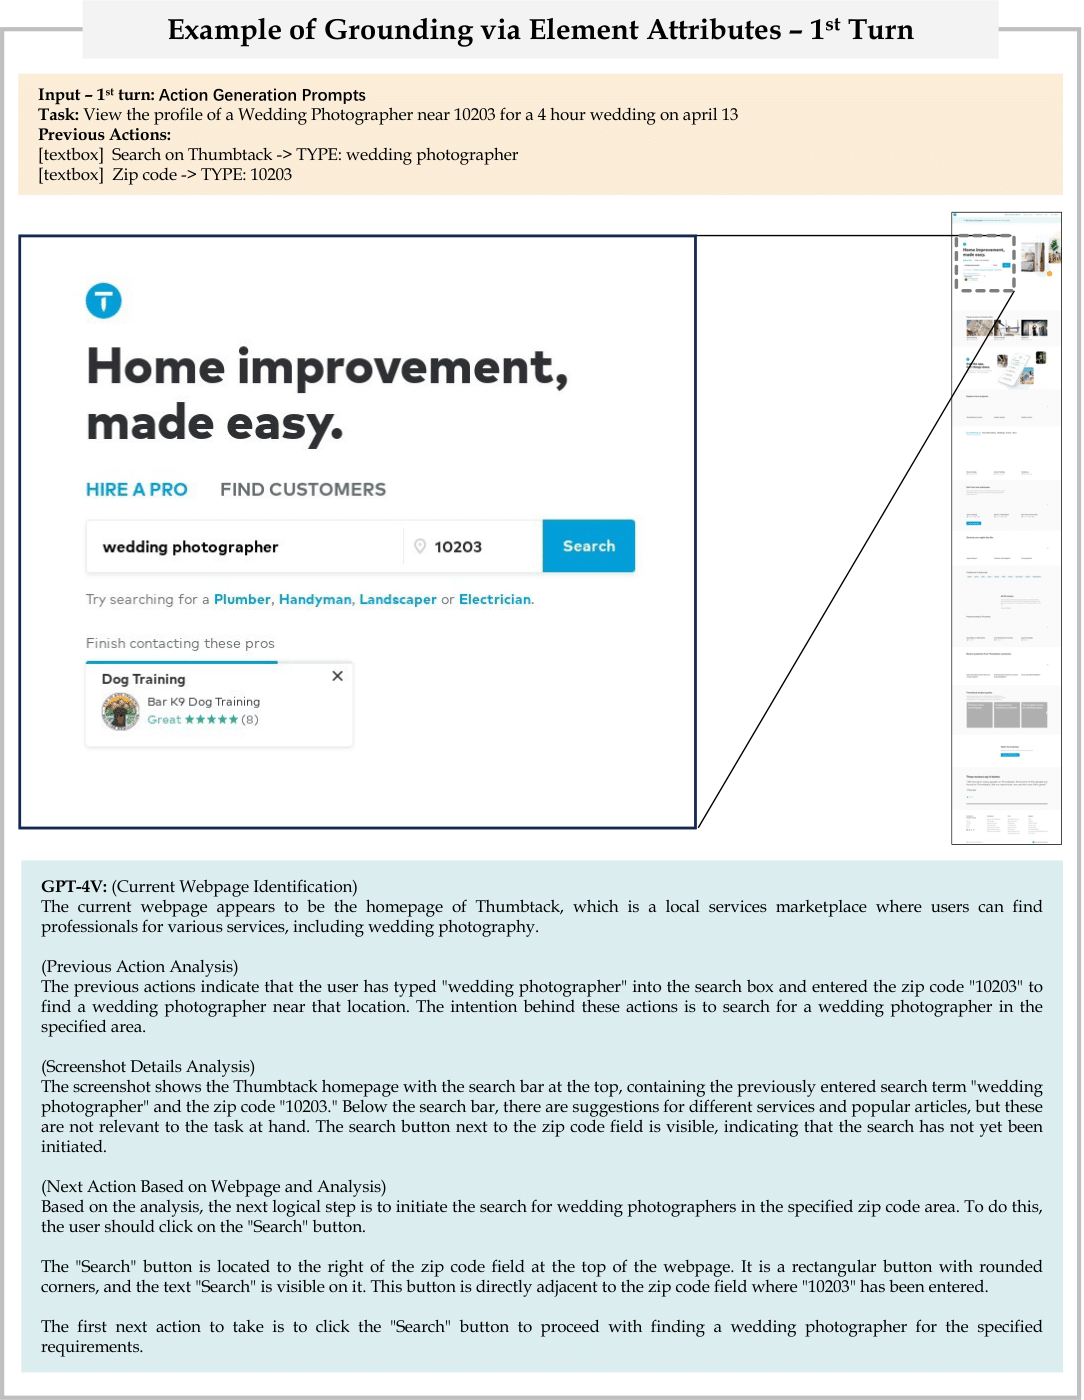 Example of Grounding via Element Attributes – 1st Turn
Input – 1st turn: Action Generation Prompts
Task: View the profile of a Wedding Photographer near 10203 for a 4 hour wedding on april 13
Previous Actions:
[textbox] Search on Thumbtack -> TYPE: wedding photographer
[textbox] Zip code -> TYPE: 10203
Home improvement,
made easy.
HIRE A PRO FIND CUSTOMERS
wedding photographer 10203 Search
Try searching for a Plumber, Handyman, Landscaper or Electrician.
Finish contacting these pros
Dog Training
Bar K9 Dog Training
Great ★★★★★ (8)
Home improvement,
made easy.
GPT-4V: (Current Webpage Identification)
The current webpage appears to be the homepage of Thumbtack, which is a local services marketplace where users can find
professionals for various services, including wedding photography.
(Previous Action Analysis)
The previous actions indicate that the user has typed "wedding photographer" into the search box and entered the zip code "10203" to
find a wedding photographer near that location. The intention behind these actions is to search for a wedding photographer in the
specified area.
(Screenshot Details Analysis)
The screenshot shows the Thumbtack homepage with the search bar at the top, containing the previously entered search term "wedding
photographer" and the zip code "10203." Below the search bar, there are suggestions for different services and popular articles, but these
are not relevant to the task at hand. The search button next to the zip code field is visible, indicating that the search has not yet been
initiated.
(Next Action Based on Webpage and Analysis)
Based on the analysis, the next logical step is to initiate the search for wedding photographers in the specified zip code area. To do this,
the user should click on the "Search" button.
The "Search" button is located to the right of the zip code field at the top of the webpage. It is a rectangular button with rounded
corners, and the text "Search" is visible on it. This button is directly adjacent to the zip code field where "10203" has been entered.
The first next action to take is to click the "Search" button to proceed with finding a wedding photographer for the specified
requirements.